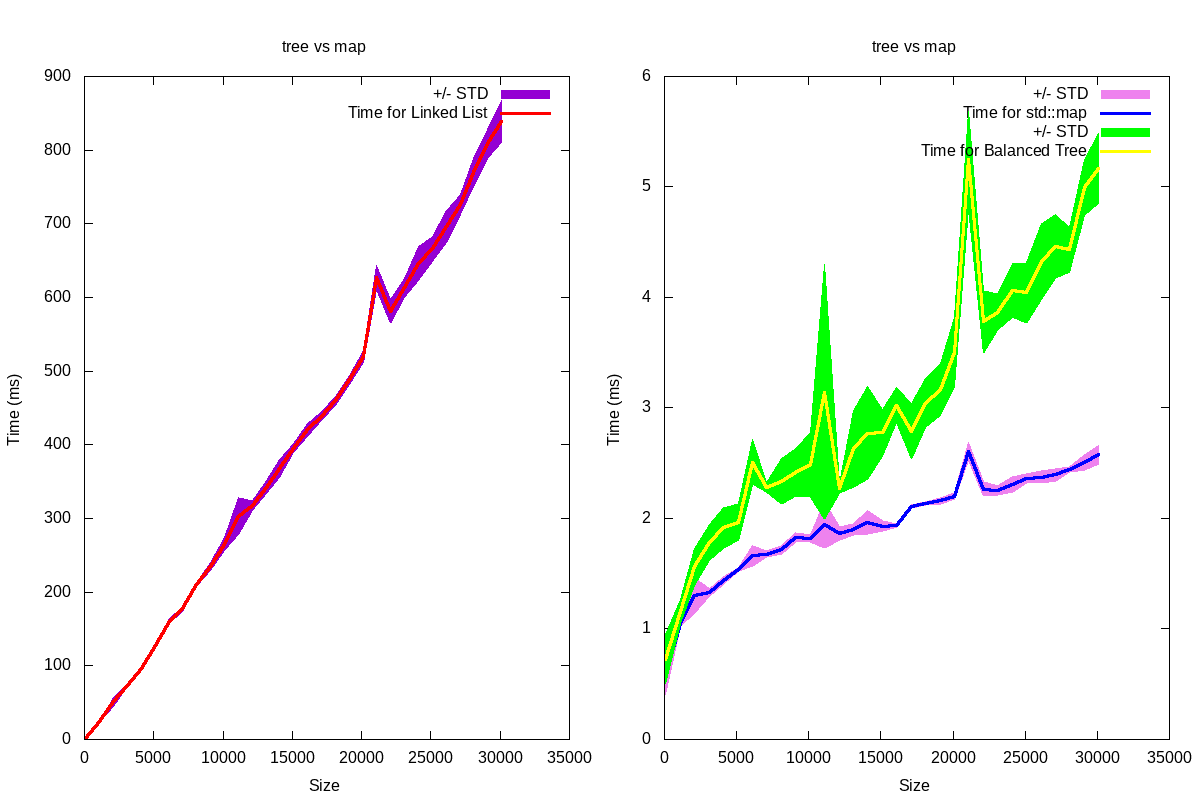 tree vs map
+/- STD
Time for Linked List
900
800
700
600
500
400
300
200
100
0
0 5000 10000 15000 20000 25000 30000 35000
Time (ms)
Size
tree vs map
+/- STD
Time for std::map
+/- STD
Time for Balanced Tree
6
5
4
3
2
1
0
0 5000 10000 15000 20000 25000 30000 35000
Time (ms)
Size